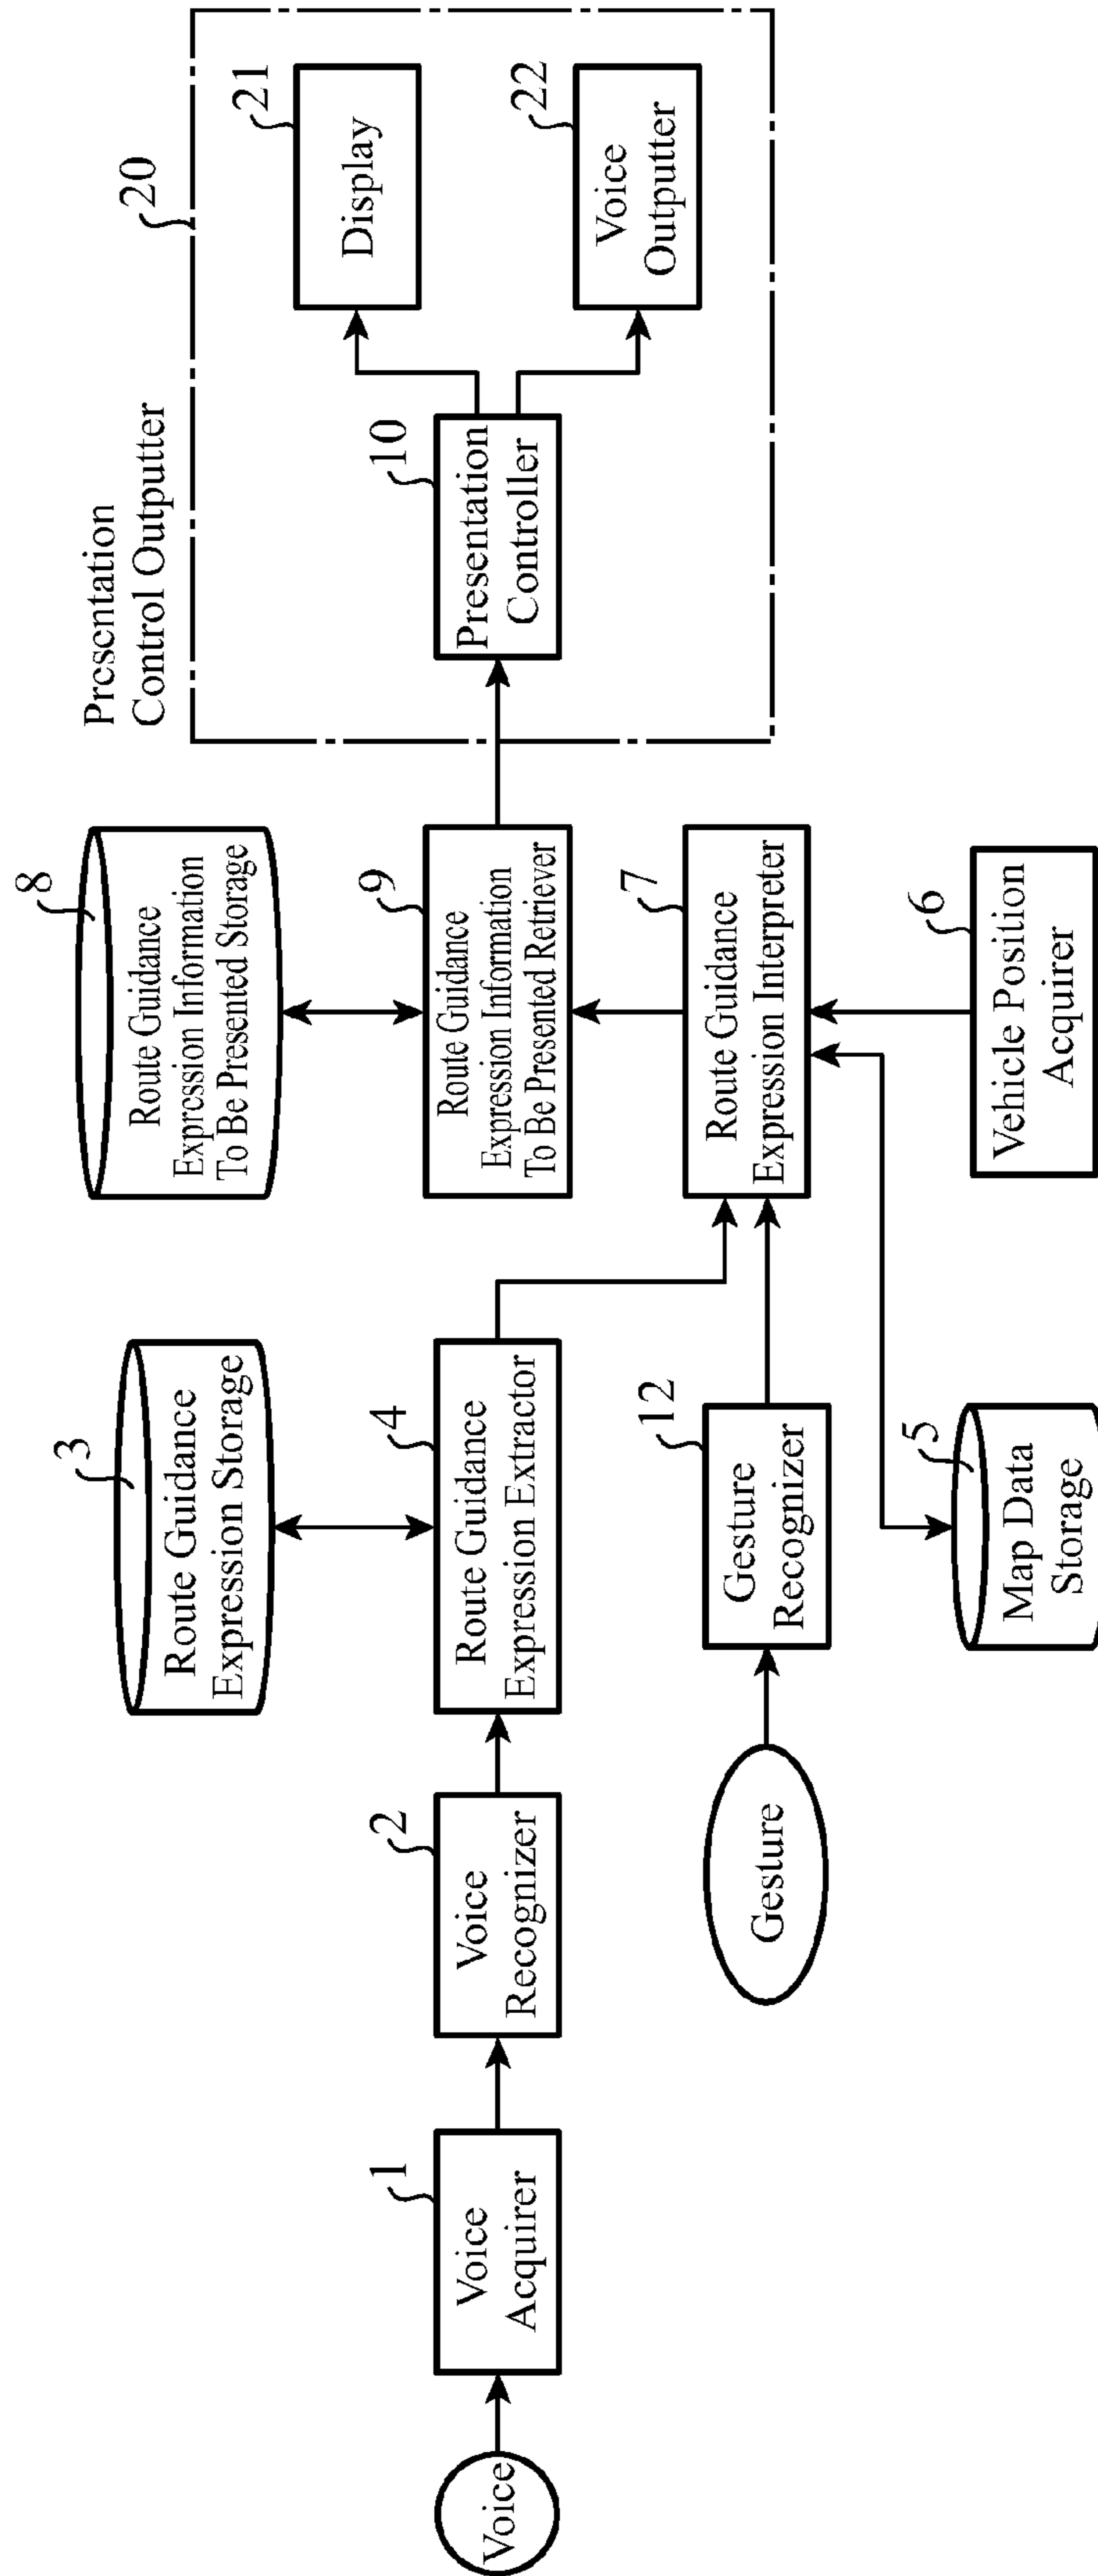 Presentation
Control Outputter
20
8
Route Guidance
Expression Information
To Be Presented Storage
3
Route Guidance
Expression Storage
21
Display
10
Presentation
Controller
22
Voice
Outputter
9
Route Guidance
Expression Information
To Be Presented Retriever
4
Route Guidance
Expression Extractor
2
Voice
Recognizer
1
Voice
Acquirer
Voice
7
Route Guidance
Expression Interpreter
12
Gesture
Recognizer
Gesture
6
Vehicle Position
Acquirer
5
Map Data
Storage